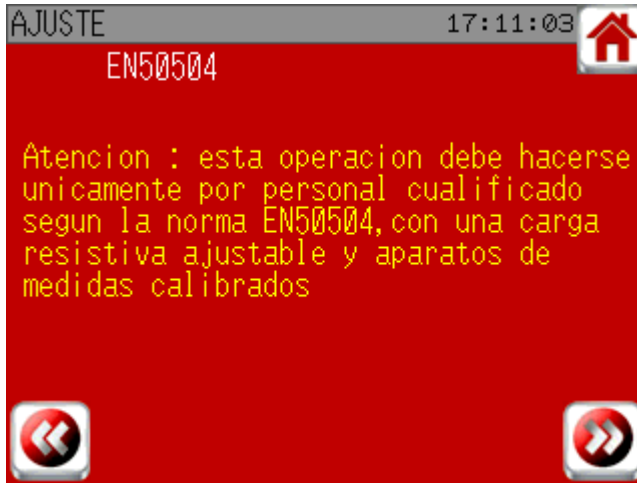 AJUSTE 17:11:03
EN50504
Atencion : esta operacion debe hacerse
unicamente por personal cualificado
segun la norma EN50504,con una carga
resistiva ajustable y aparatos de
medidas calibrados